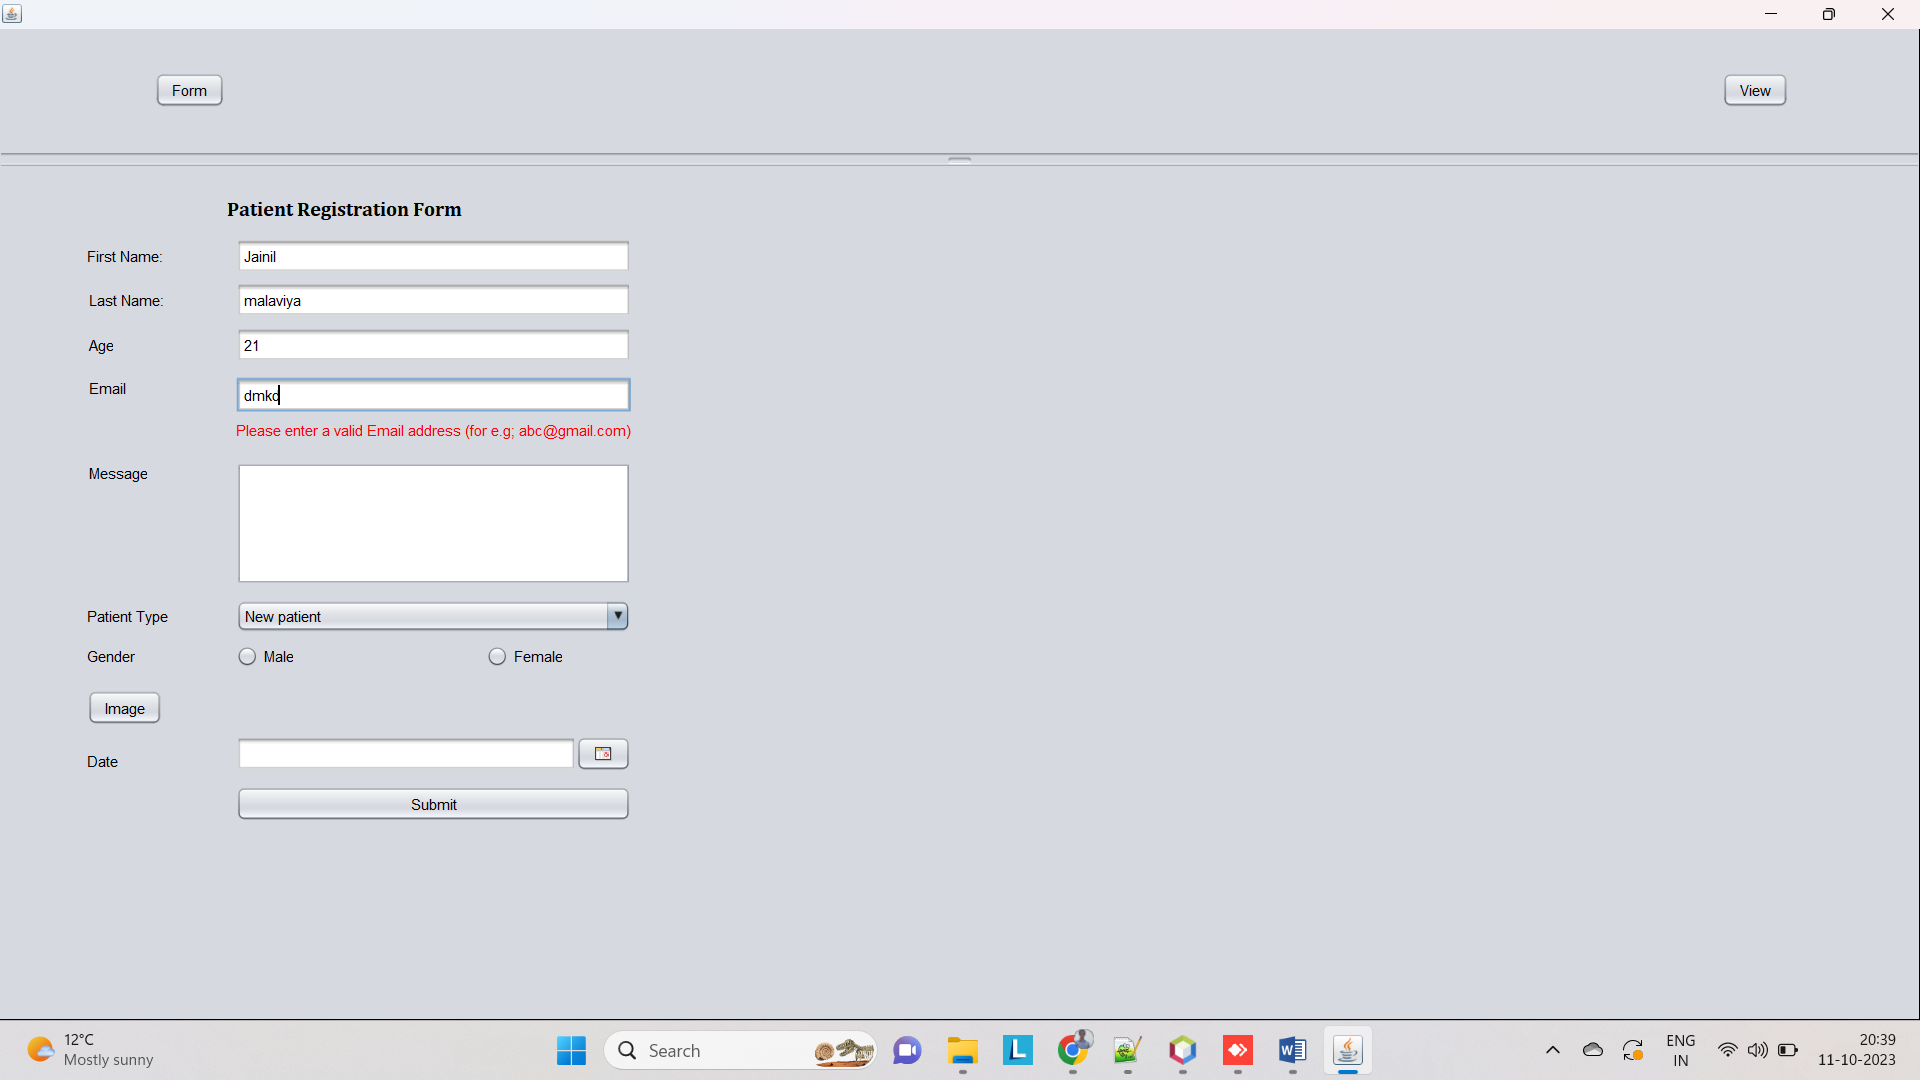 Form
View
Patient Registration Form
First Name:
Jainil
Last Name:
malaviya
Age
21
Email
dmkd
Please enter a valid Email address (for e.g; abc@gmail.com)
Message
Patient Type
New patient
Gender
Male
Female
Image
Date
Submit
12°C
Mostly sunny
Search
L
W
ENG
IN
20:39
11-10-2023